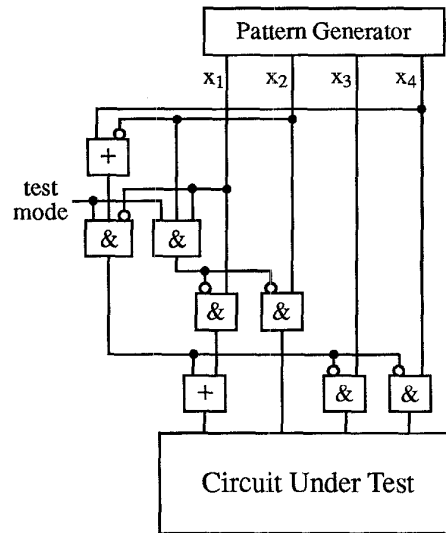 Pattern Generator
x1 x2 x3 x4
+
test
mode
& &
& &
+ & &
Circuit Under Test